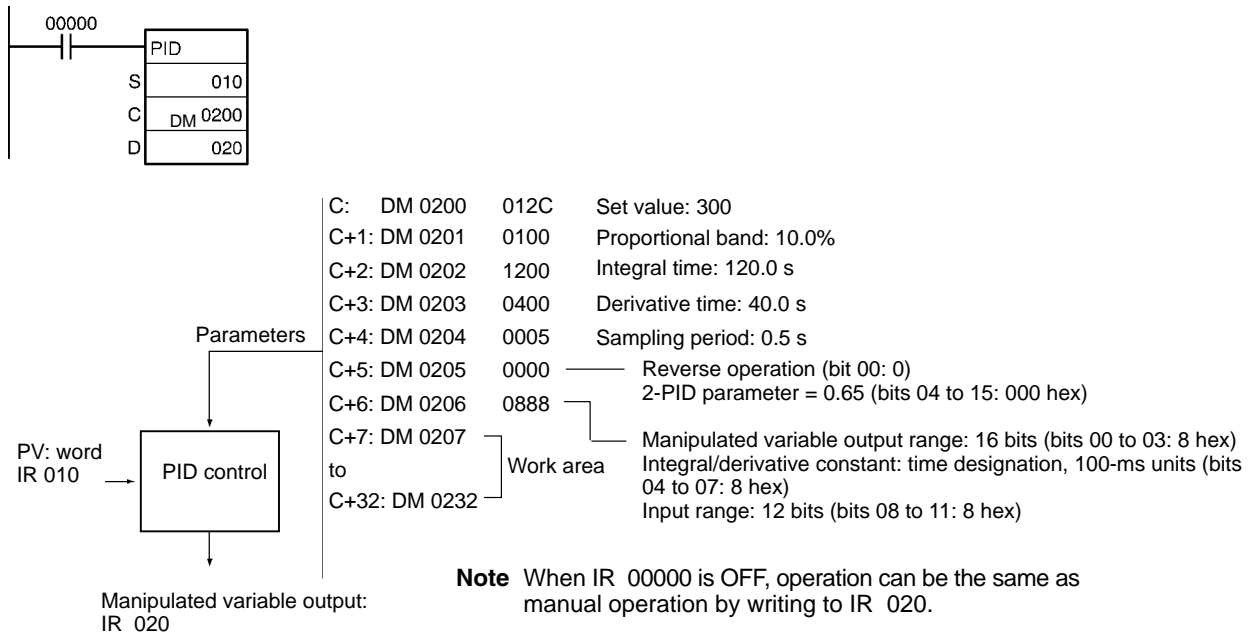 00000
PID
S 010
C DM 0200
D 020
C: DM 0200 012C Set value: 300
C+1: DM 0201 0100 Proportional band: 10.0%
C+2: DM 0202 1200 Integral time: 120.0 s
C+3: DM 0203 0400 Derivative time: 40.0 s
Parameters
C+4: DM 0204 0005 Sampling period: 0.5 s
C+5: DM 0205 0000 Reverse operation (bit 00: 0)
2-PID parameter = 0.65 (bits 04 to 15: 000 hex)
C+6: DM 0206 0888
C+7: DM 0207
to
C+32: DM 0232
Work area
Manipulated variable output range: 16 bits (bits 00 to 03: 8 hex)
Integral/derivative constant: time designation, 100-ms units (bits
04 to 07: 8 hex)
Input range: 12 bits (bits 08 to 11: 8 hex)
PV: word
IR 010
PID control
Manipulated variable output:
IR 020
Note When IR 00000 is OFF, operation can be the same as
manual operation by writing to IR 020.